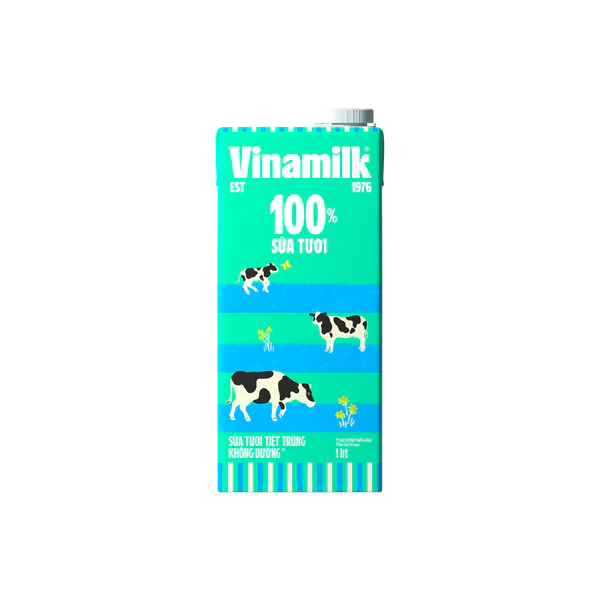 Vinamilk®
EST 1976
100%
SỮA TƯƠI
SỮA TƯƠI TIỆT TRÙNG
KHÔNG ĐƯỜNG
1 lít